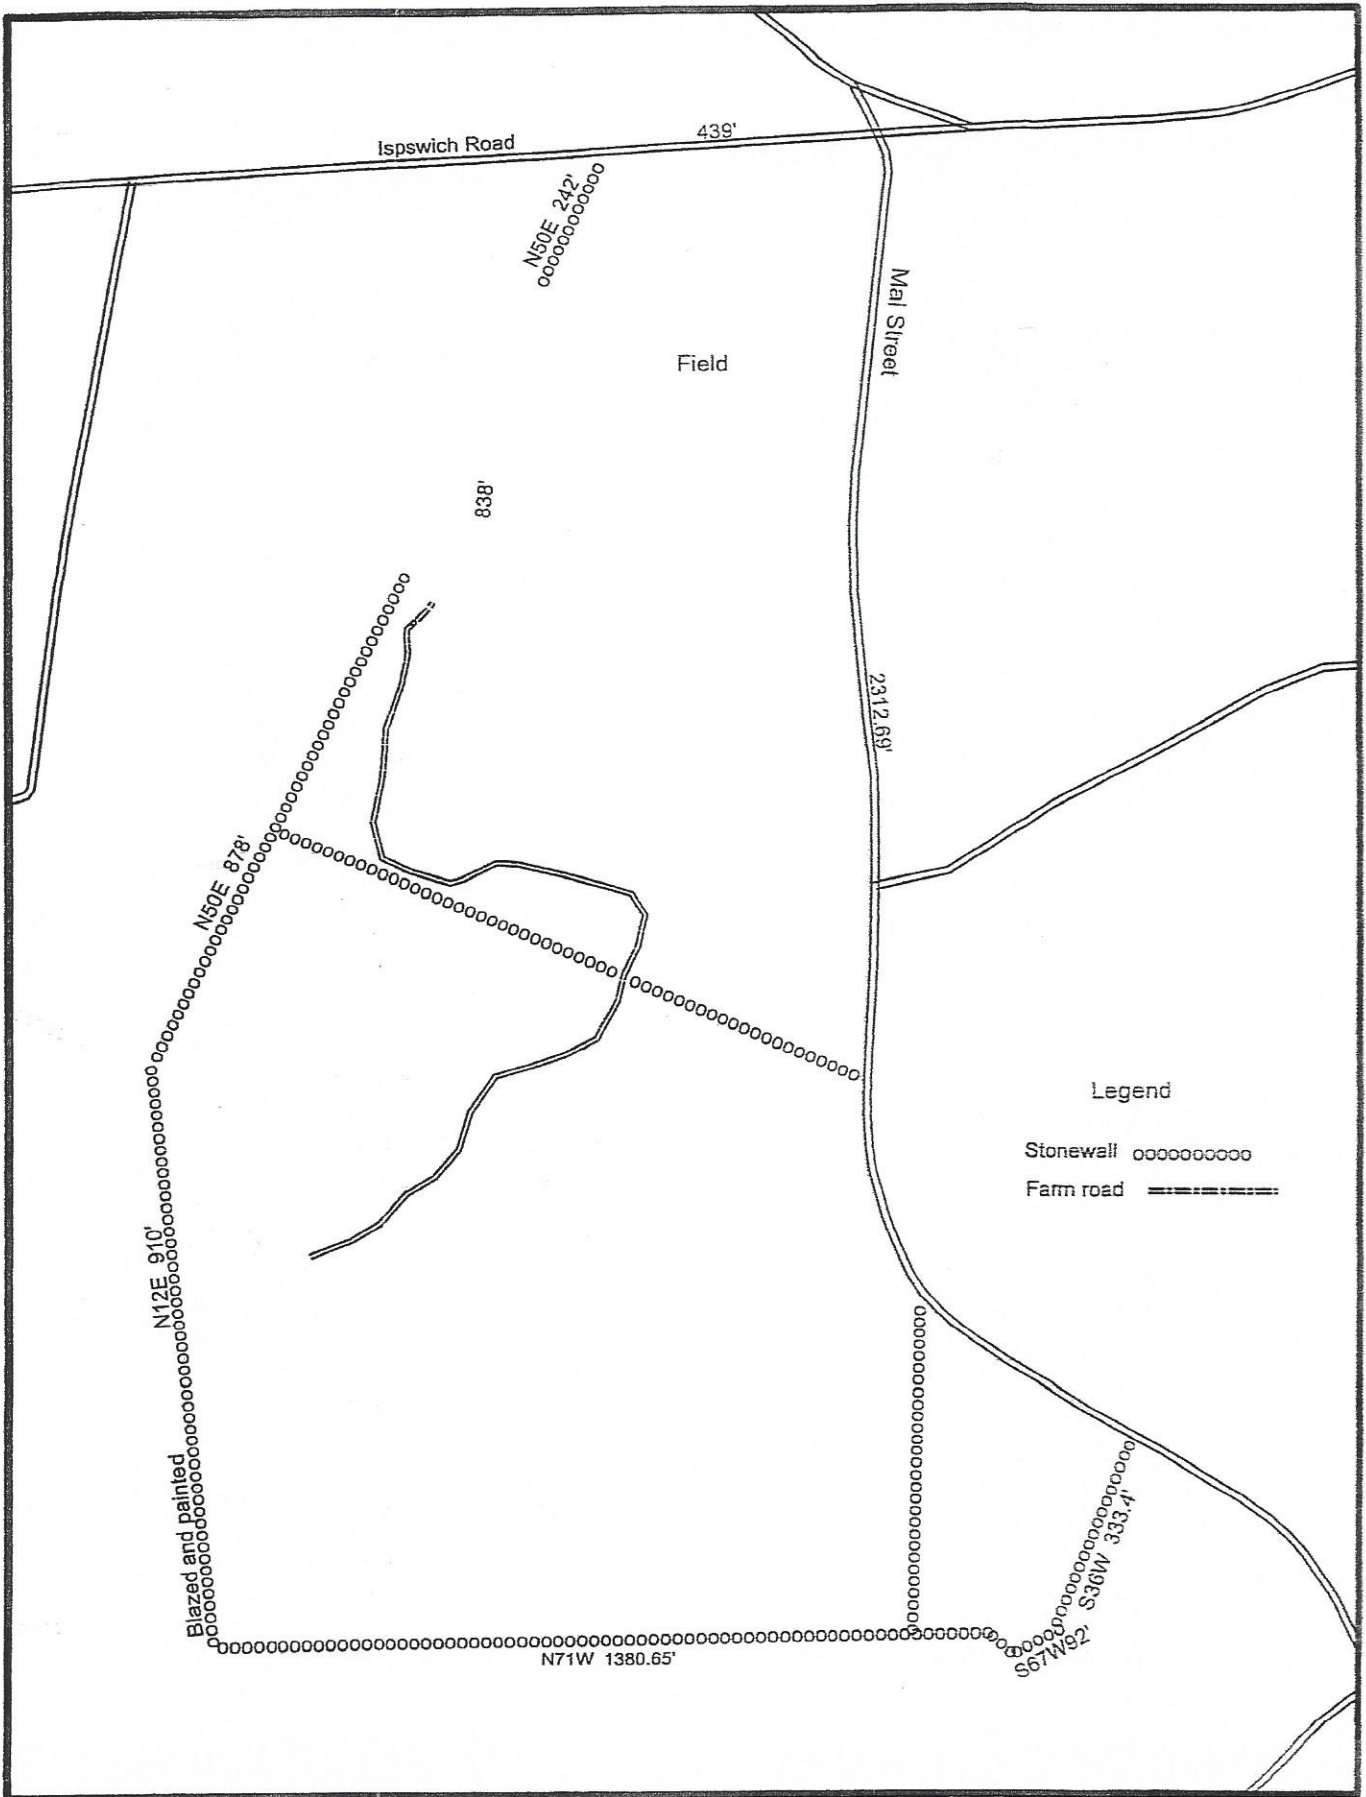 439'
Ispswich Road
N50E 242'
Mal Street
Field
838'
2312.69'
N50E 878'
Legend
Stonewall oooooooooo
Farm road
N12E 910'
Blazed and painted
S36W 333.4'
N71W 1380.65'
S67W92'